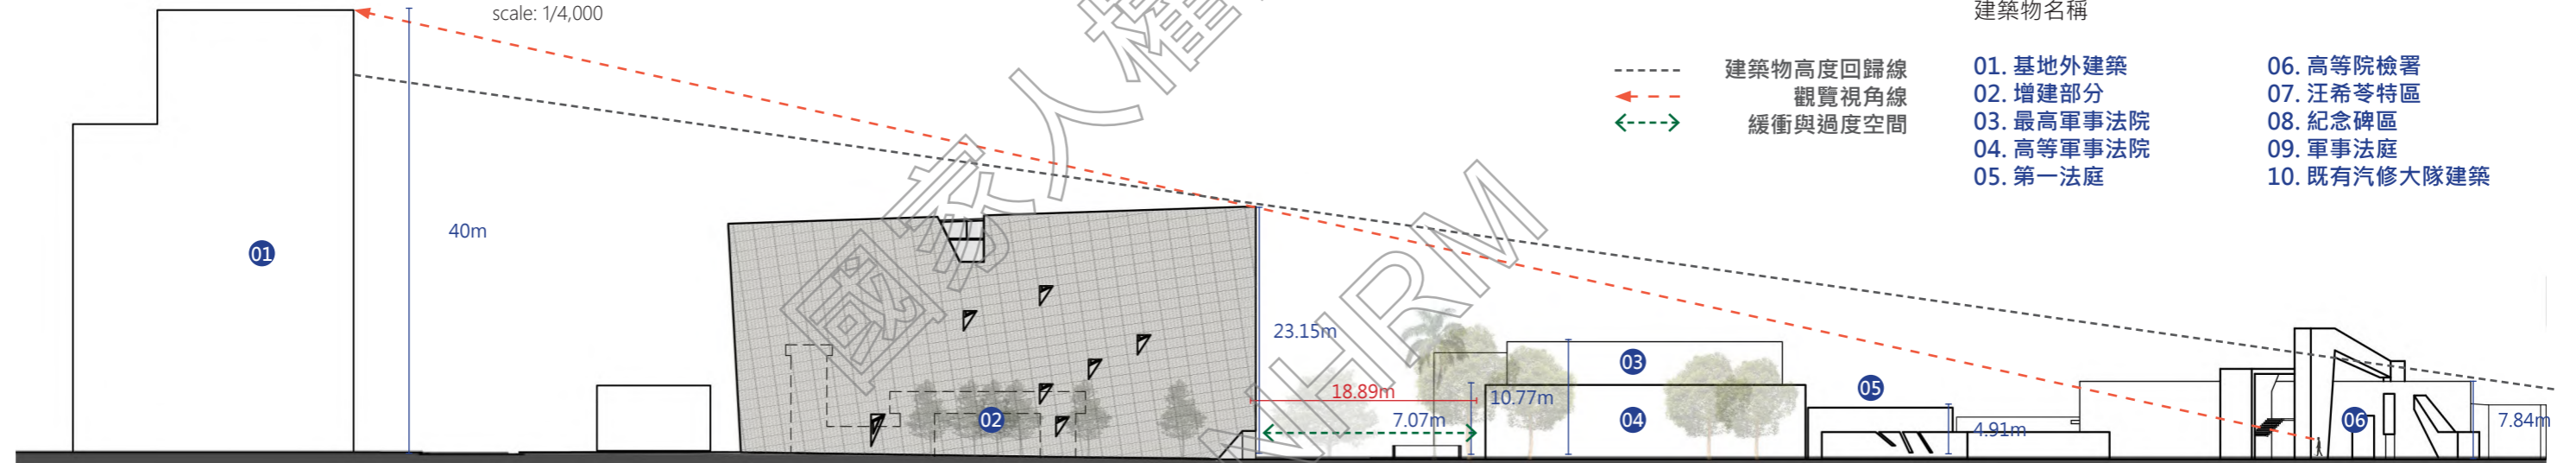 scale: 1/4,000
建築物名稱
建築物高度回歸線
觀覽視角線
緩衝與過度空間
01. 基地外建築
02. 增建部分
03. 最高軍事法院
04. 高等軍事法院
05. 第一法庭
06. 高等院檢署
07. 汪希苓特區
08. 紀念碑區
09. 軍事法庭
10. 既有汽修大隊建築
01
40m
02
23.15m
18.89m
7.07m
10.77m
03
04
05
4.91m
06
7.84m
國家人權
NHRM